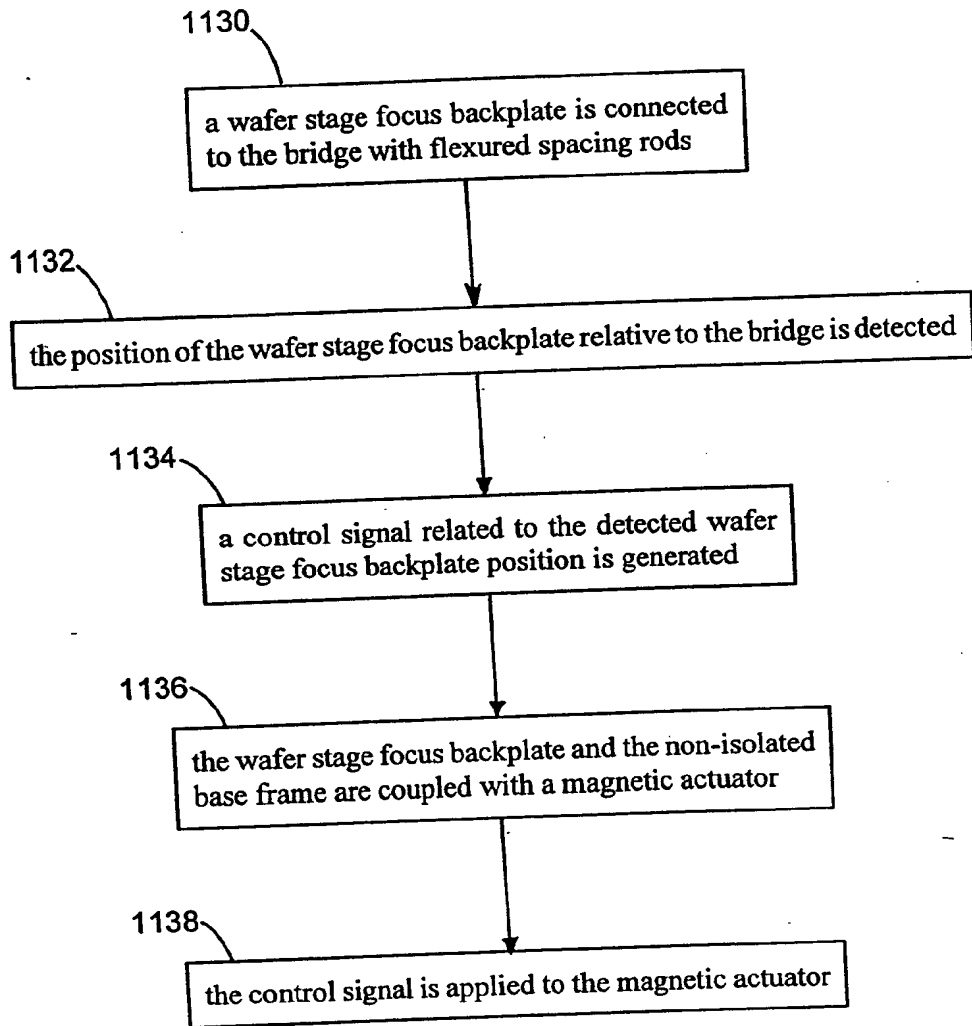 1130
a wafer stage focus backplate is connected
to the bridge with flexured spacing rods
1132
the position of the wafer stage focus backplate relative to the bridge is detected
1134
a control signal related to the detected wafer
stage focus backplate position is generated
1136
the wafer stage focus backplate and the non-isolated
base frame are coupled with a magnetic actuator
1138
the control signal is applied to the magnetic actuator